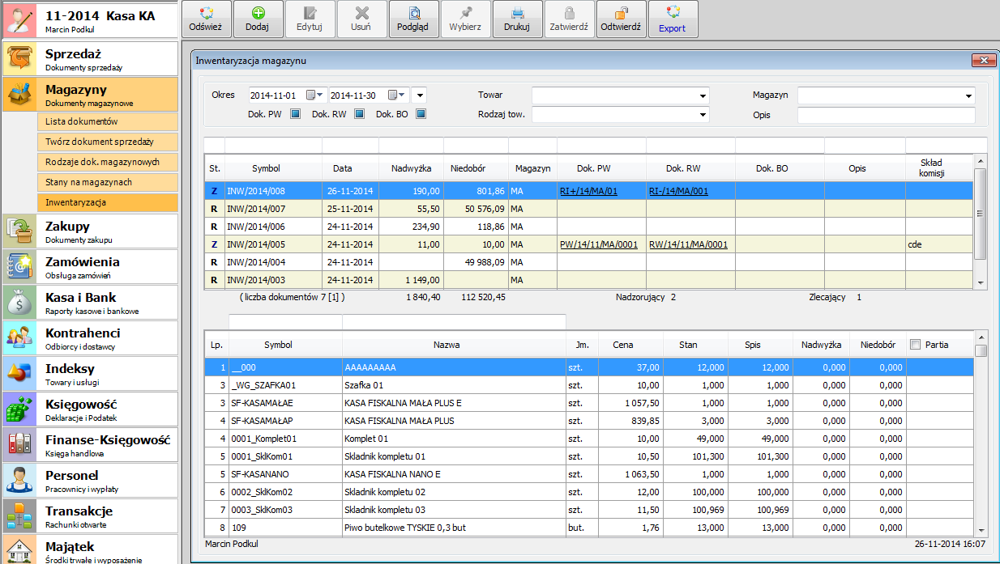 11-2014 Kasa KA
Marcin Podkul
Odśwież
Dodaj
Edytuj
Usuń
Podgląd
Wybierz
Drukuj
Zatwierdź
Odtwierdź
Export
Sprzedaż
Dokumenty sprzedaży
Magazyny
Dokumenty magazynowe
Lista dokumentów
Twórz dokument sprzedaży
Rodzaje dok. magazynowych
Stany na magazynach
Inwentaryzacja
Zakupy
Dokumenty zakupu
Zamówienia
Obsługa zamówień
Kasa i Bank
Raporty kasowe i bankowe
Kontrahenci
Odbiorcy i dostawcy
Indeksy
Towary i usługi
Księgowość
Deklaracje i Podatek
Finanse-Księgowość
Księga handlowa
Personel
Pracownicy i wypłaty
Transakcje
Rachunki otwarte
Majątek
Środki trwałe i wyposażenie
Inwentaryzacja magazynu
Okres 2014-11-01 2014-11-30 Towar Magazyn
Dok. PW Dok. RW Dok. BO Rodzaj tow. Opis
St. Symbol Data Nadwyżka Niedobór Magazyn Dok. PW Dok. RW Dok. BO Opis Skład komisji
Z INW/2014/008 26-11-2014 190,00 801,86 MA RI+/14/MA/01 RI-/14/MA/001
R INW/2014/007 25-11-2014 55,50 50 576,09 MA
R INW/2014/006 24-11-2014 234,90 118,86 MA
Z INW/2014/005 24-11-2014 11,00 10,00 MA PW/14/11/MA/0001 RW/14/11/MA/0001 cde
R INW/2014/004 24-11-2014 49 988,09 MA
R INW/2014/003 24-11-2014 1 149,00 MA
( liczba dokumentów 7 [1] ) 1 840,40 112 520,45 Nadzorujący 2 Zlecający 1
Lp. Symbol Nazwa Jm. Cena Stan Spis Nadwyżka Niedobór Partia
1 __000 AAAAAAAAA szt. 37,00 12,000 12,000 0,000 0,000
3 _WG_SZAFKA01 Szafka 01 szt. 10,00 1,000 1,000 0,000 0,000
3 SF-KASAMAŁAE KASA FISKALNA MAŁA PLUS E szt. 1 057,50 1,000 1,000 0,000 0,000
4 SF-KASAMAŁAP KASA FISKALNA MAŁA PLUS szt. 839,85 3,000 3,000 0,000 0,000
4 0001_Komplet01 Komplet 01 szt. 10,00 49,000 49,000 0,000 0,000
5 0001_SklKom01 Skladnik kompletu 01 szt. 10,50 101,300 101,300 0,000 0,000
5 SF-KASANANO KASA FISKALNA NANO E szt. 1 063,50 1,000 1,000 0,000 0,000
6 0002_SklKom02 Skladnik kompletu 02 szt. 12,00 100,000 100,000 0,000 0,000
7 0003_SklKom03 Skladnik kompletu 03 szt. 11,50 100,969 100,969 0,000 0,000
8 109 Piwo butelkowe TYSKIE 0,3 but but. 1,76 13,000 13,000 0,000 0,000
Marcin Podkul 26-11-2014 16:07